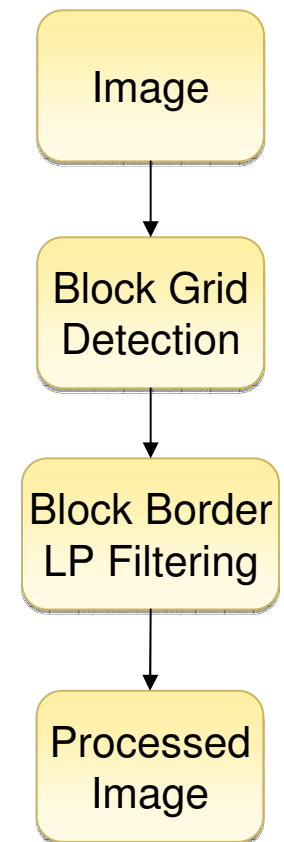 Image
Block Grid
Detection
Block Border
LP Filtering
Processed
Image